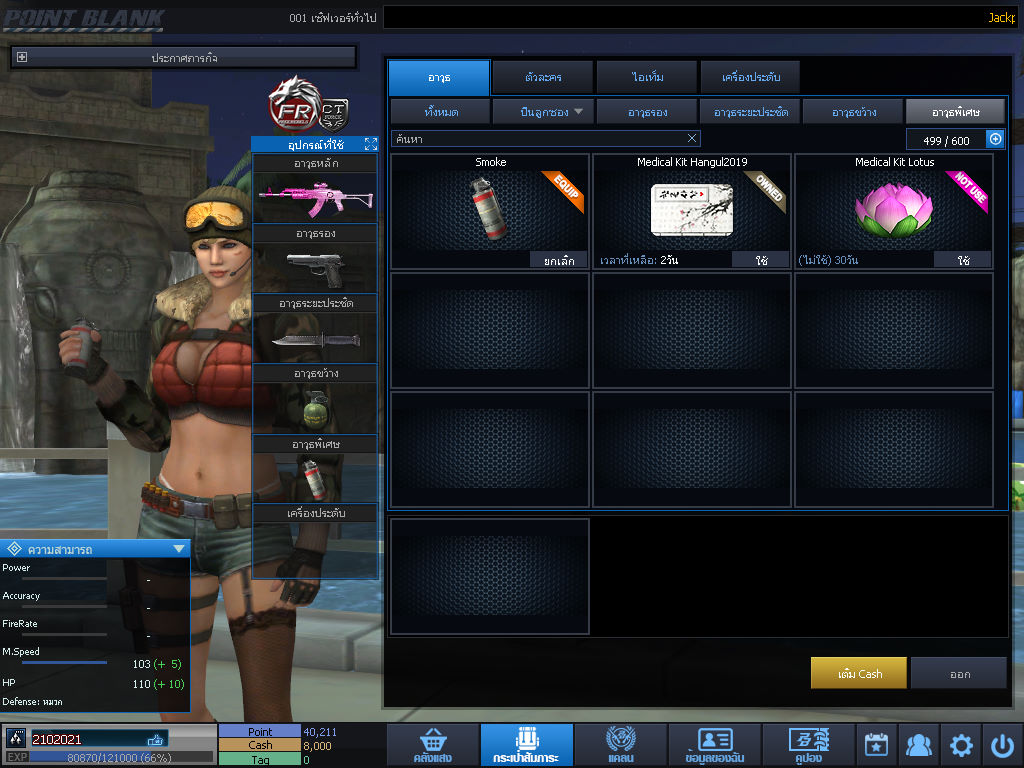 POINT BLANK
001 เซิฟเวอร์ทั่วไป
Jackp
ประกาศภารกิจ
FR
CT
FORCE
อุปกรณ์ที่ใช้
อาวุธหลัก
อาวุธรอง
อาวุธระยะประชิด
อาวุธขว้าง
อาวุธพิเศษ
เครื่องประดับ
อาวุธ
ตัวละคร
ไอเท็ม
เครื่องประดับ
ทั้งหมด
ปืนลูกซอง
อาวุธรอง
อาวุธระยะประชิด
อาวุธขว้าง
อาวุธพิเศษ
ค้นหา
499 / 600
Smoke
EQUIP
ยกเลิก
Medical Kit Hangul2019
OWNED
เวลาที่เหลือ: 2วัน
ใช้
Medical Kit Lotus
NOT USE
(ไม่ใช้) 30วัน
ใช้
ความสามารถ
Power
-
Accuracy
-
FireRate
-
M.Speed
103 (+ 5)
HP
110 (+ 10)
Defense: หมวก
เติม Cash
ออก
2102021
EXP
80870/121000 (66%)
Point 40,211
Cash 8,000
Tag 0
คลังแสง
กระเป๋าสัมภาระ
แคลน
ข้อมูลของฉัน
คูปอง